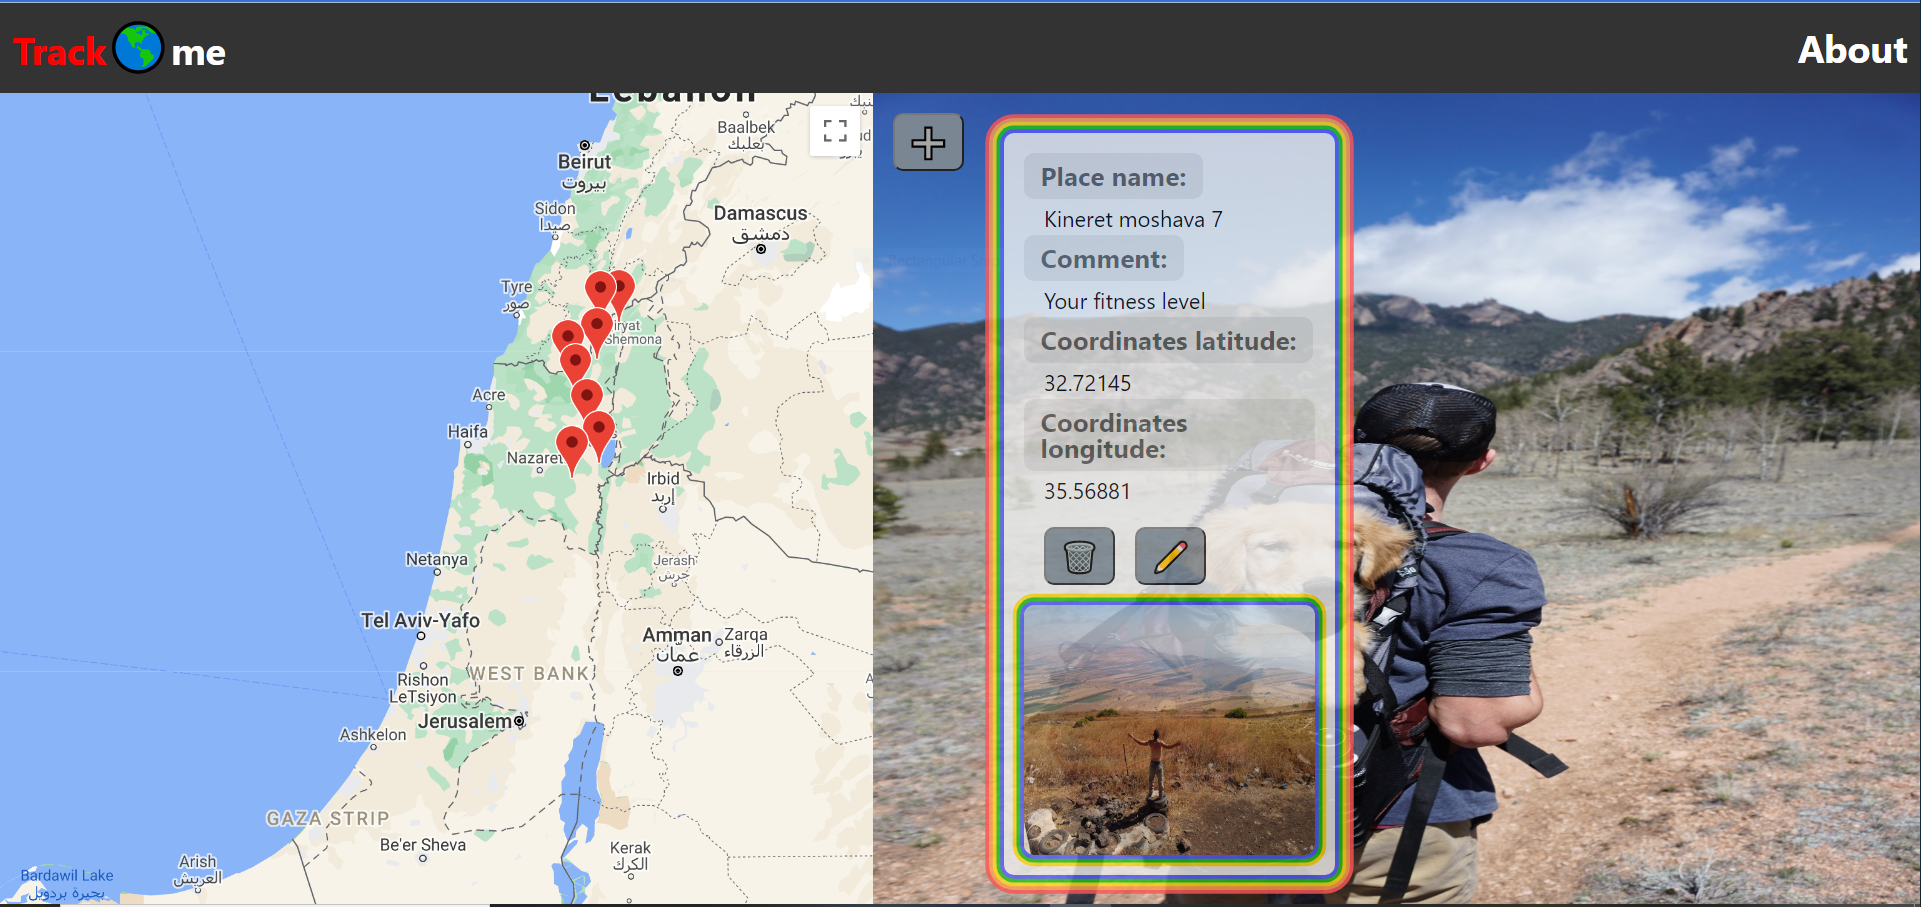 Track me
About
Lebanon
Baalbek
بعلبك
Beirut
بيروت
Sidon
صيدا
Damascus
دمشق
Tyre
صور
Shemona
Acre
Haifa
Nazaret
Irbid
إربد
Netanya
Jerash
جرش
Tel Aviv-Yafo
Amman
عمّان
Zarqa
الزرقاء
WEST BANK
Rishon
LeTsiyon
Jerusalem
Ashkelon
GAZA STRIP
Be'er Sheva
Kerak
الكرك
Arish
العريش
Bardawil Lake
بحيرة بردويل
Place name:
Kineret moshava 7
Comment:
Your fitness level
Coordinates latitude:
32.72145
Coordinates
longitude:
35.56881